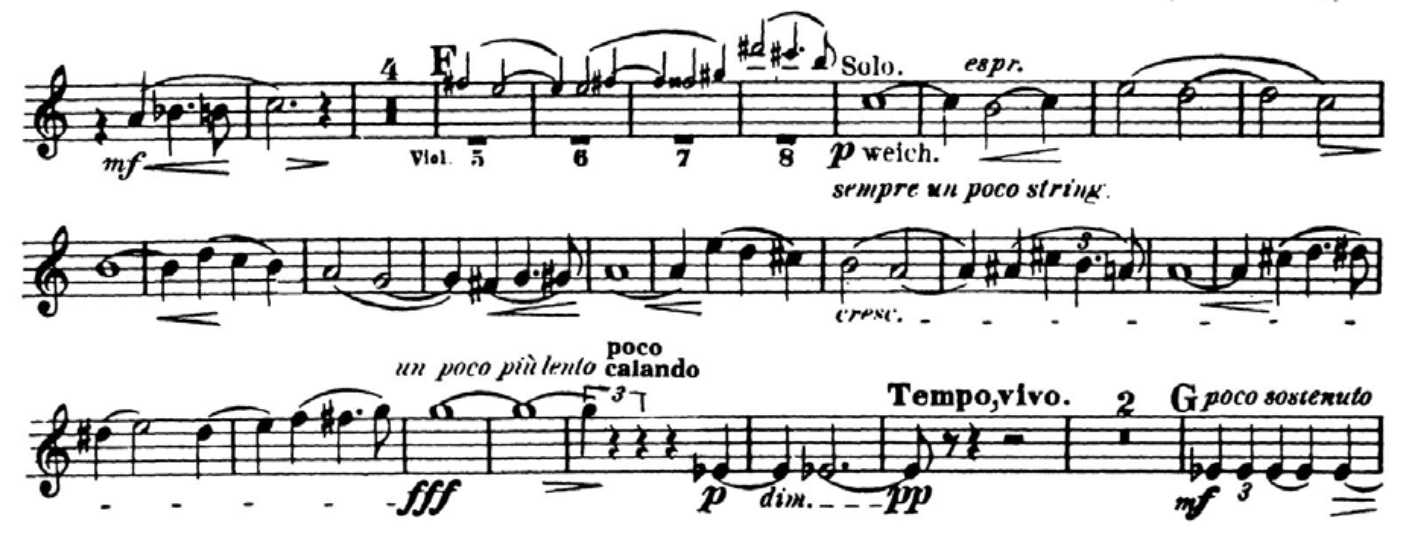 4 F Solo. espr.
mf Viol. 5 6 7 8 p weich.
sempre un poco string.
3
cresc.
poco
un poco più lento calando
3 Tempo, vivo. 2 G poco sostenuto
fff p dim. pp mf 3